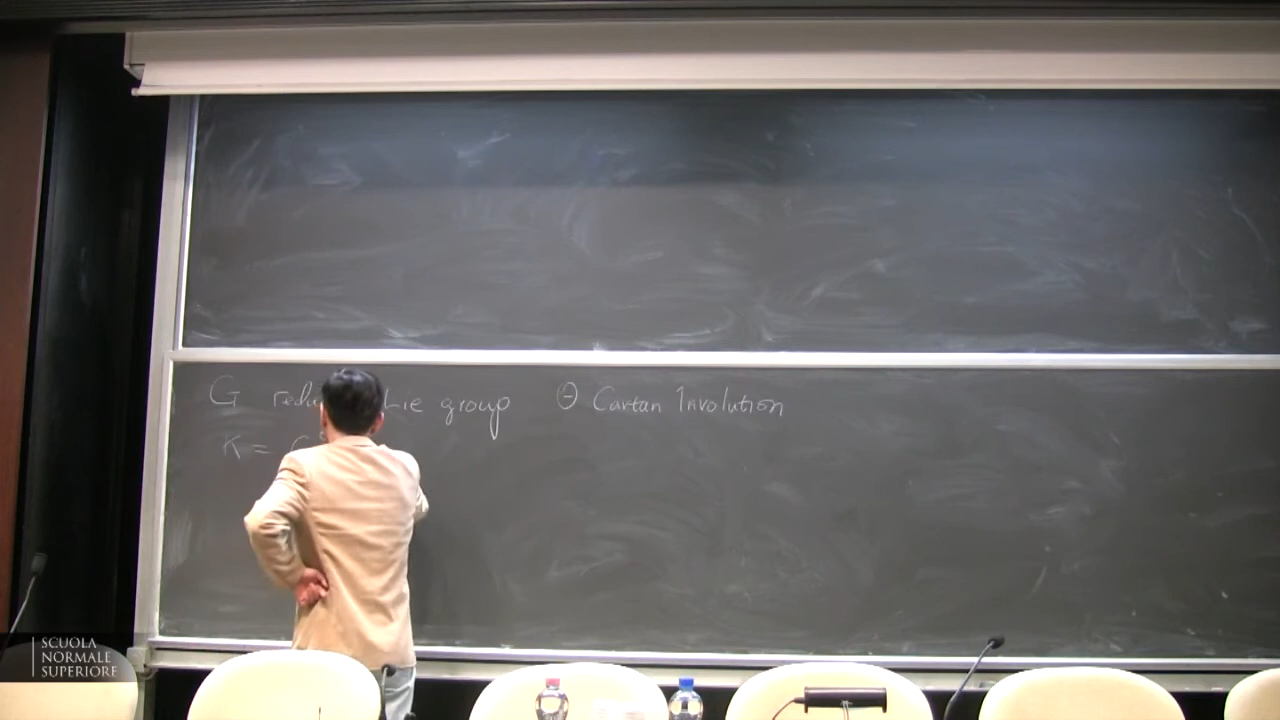 G Lie group Θ Cartan Involution
K =
SCUOLA
NORMALE
SUPERIORE